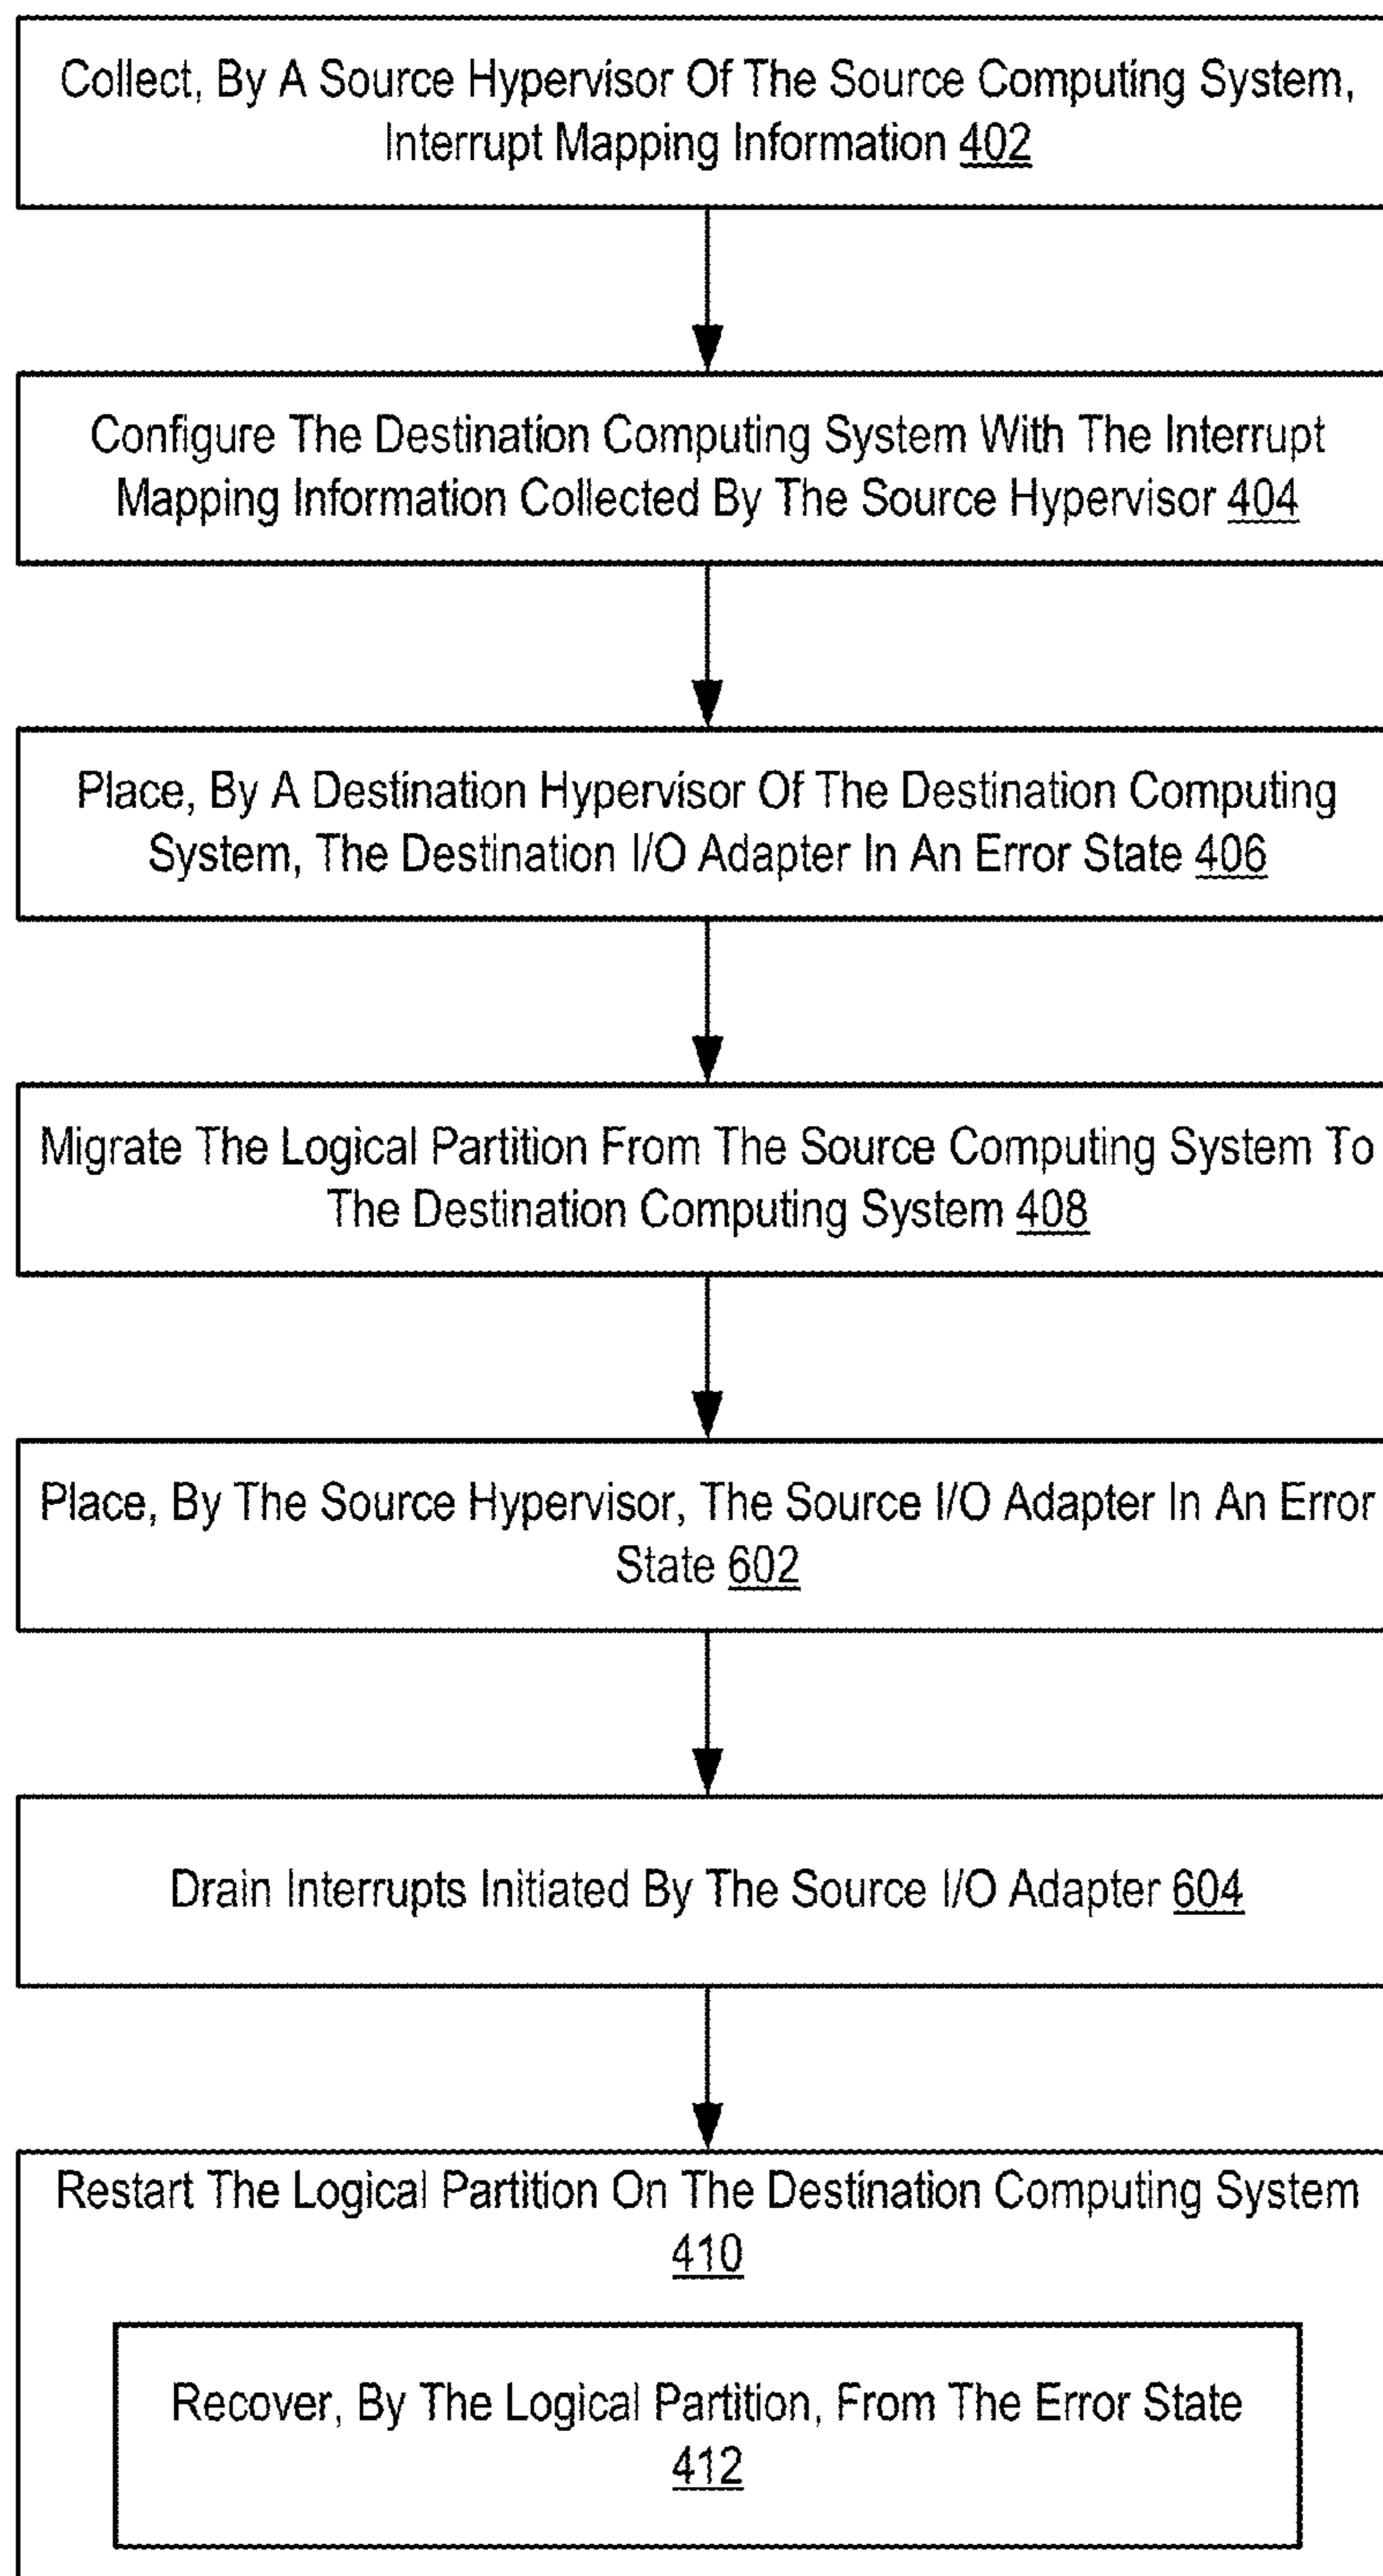 Collect, By A Source Hypervisor Of The Source Computing System,
Interrupt Mapping Information 402
Configure The Destination Computing System With The Interrupt
Mapping Information Collected By The Source Hypervisor 404
Place, By A Destination Hypervisor Of The Destination Computing
System, The Destination I/O Adapter In An Error State 406
Migrate The Logical Partition From The Source Computing System To
The Destination Computing System 408
Place, By The Source Hypervisor, The Source I/O Adapter In An Error
State 602
Drain Interrupts Initiated By The Source I/O Adapter 604
Restart The Logical Partition On The Destination Computing System
410
Recover, By The Logical Partition, From The Error State
412